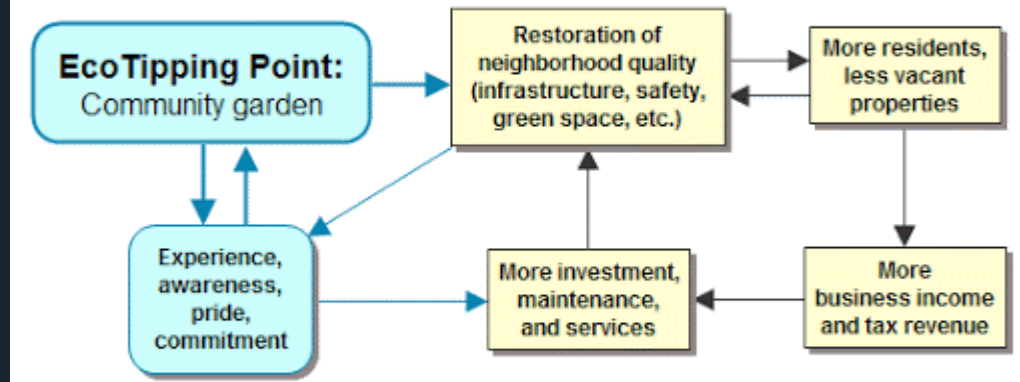 EcoTipping Point:
Community garden
Restoration of
neighborhood quality
(infrastructure, safety,
green space, etc.)
More residents,
less vacant
properties
Experience,
awareness,
pride,
commitment
More investment,
maintenance,
and services
More
business income
and tax revenue